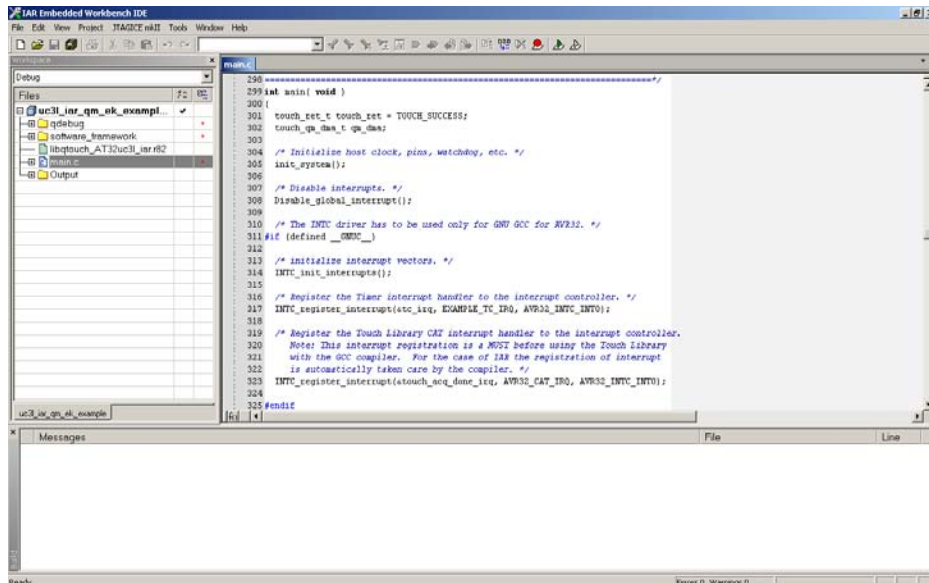 IAR Embedded Workbench IDE
File Edit View Project JTAGICE mkII Tools Window Help
Workspace
main.c
Debug
Files
uc3l_iar_qm_ek_exampl...
qdebug
software_framework
libqtouch_AT32uc3l_iar.r82
main.c
Output
uc3l_iar_qm_ek_example
298 ==========================================================================*/
299 int main( void )
300 {
301 touch_ret_t touch_ret = TOUCH_SUCCESS;
302 touch_qm_dma_t qm_dma;
303
304 /* Initialize host clock, pins, watchdog, etc. */
305 init_system();
306
307 /* Disable interrupts. */
308 Disable_global_interrupt();
309
310 /* The INTC driver has to be used only for GNU GCC for AVR32. */
311 #if (defined __GNUC__)
312
313 /* initialize interrupt vectors. */
314 INTC_init_interrupts();
315
316 /* Register the Timer interrupt handler to the interrupt controller. */
317 INTC_register_interrupt(&tc_irq, EXAMPLE_TC_IRQ, AVR32_INTC_INT0);
318
319 /* Register the Touch Library CAT interrupt handler to the interrupt controller.
320 Note: This interrupt registration is a MUST before using the Touch Library
321 with the GCC compiler. For the case of IAR the registration of interrupt
322 is automatically taken care by the compiler. */
323 INTC_register_interrupt(&touch_acq_done_irq, AVR32_CAT_IRQ, AVR32_INTC_INT0);
324
325 #endif
Messages File Line
Build
Ready
Errors 0, Warnings 0